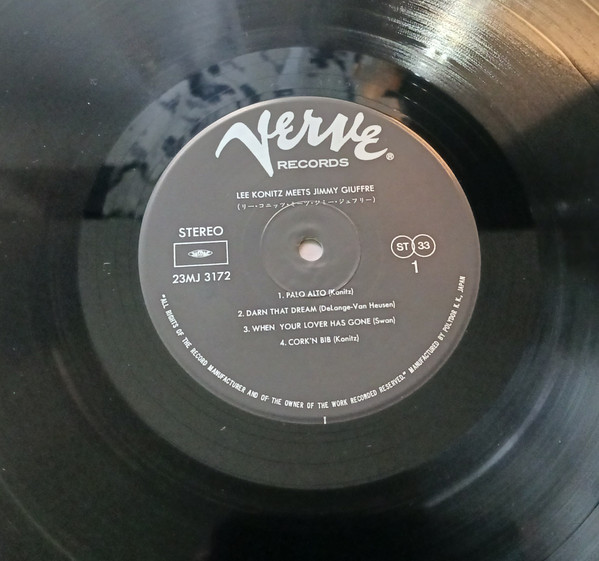 Verve®
RECORDS
LEE KONITZ MEETS JIMMY GIUFFRE
(リー・コニッツ・ミーツ・ジミー・ジュフリー)
STEREO
23MJ 3172
ST 33
1
1. PALO ALTO (Konitz)
2. DARN THAT DREAM (DeLange-Van Heusen)
3. WHEN YOUR LOVER HAS GONE (Swan)
4. CORK'N BIB (Konitz)
"ALL RIGHTS OF THE RECORD MANUFACTURER AND OF THE OWNER OF THE WORK RECORDED RESERVED." MANUFACTURED BY POLYDOR K.K., JAPAN
1